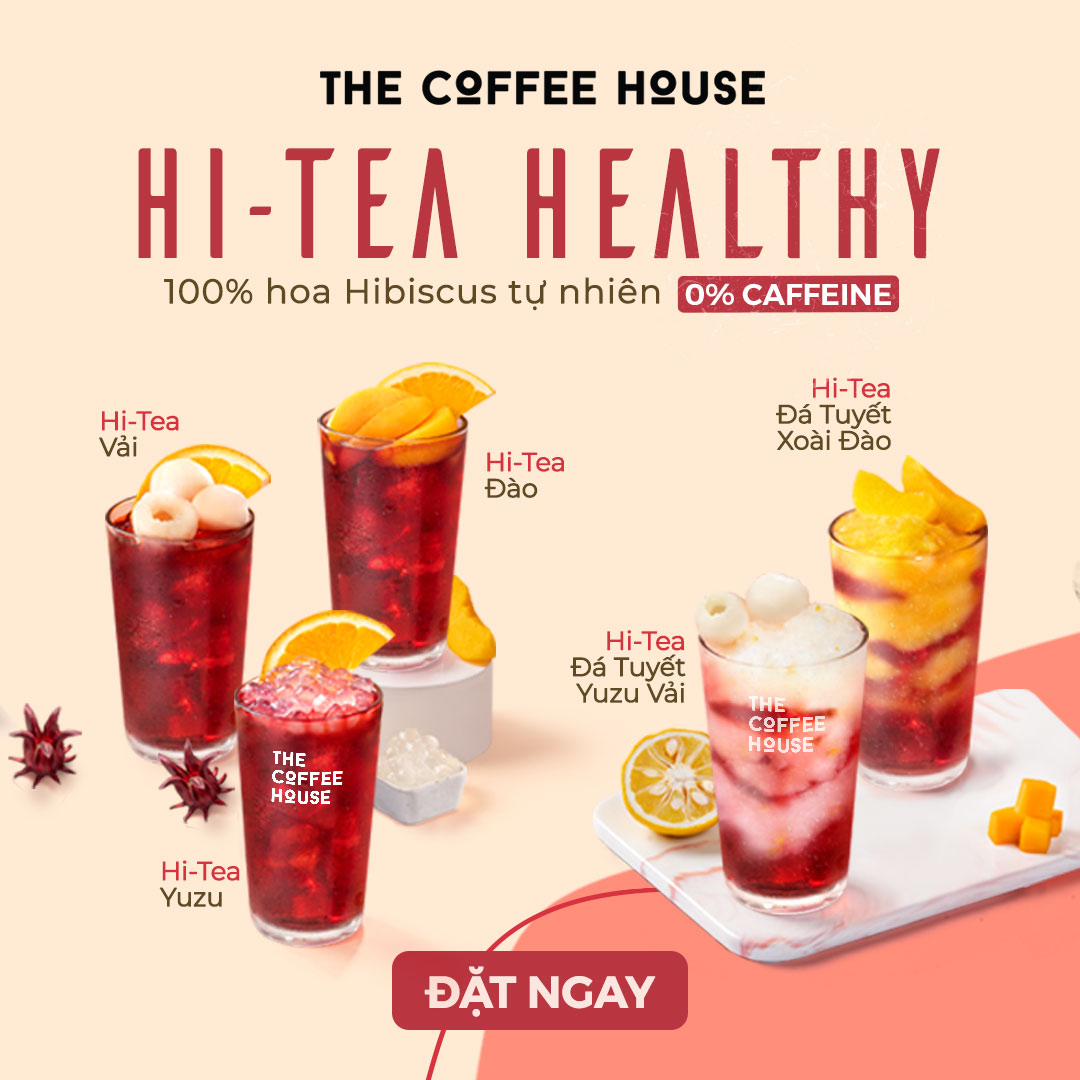 THE COFFEE HOUSE
HI-TEA HEALTHY
100% hoa Hibiscus tự nhiên 0% CAFFEINE
Hi-Tea
Vải
Hi-Tea
Đào
Hi-Tea
Đá Tuyết
Xoài Đào
Hi-Tea
Đá Tuyết
Yuzu Vải
THE
COFFEE
HOUSE
THE
COFFEE
HOUSE
Hi-Tea
Yuzu
ĐẶT NGAY